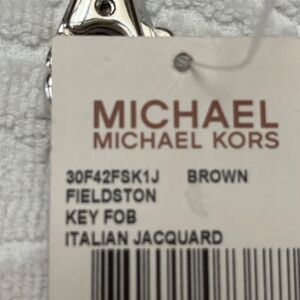 MICHAEL
MICHAEL KORS
30F42FSK1J BROWN
FIELDSTON
KEY FOB
ITALIAN JACQUARD